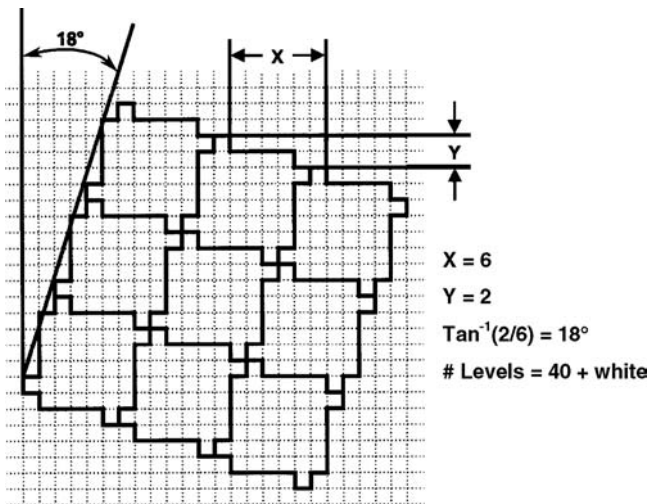 18°
X
Y
X = 6
Y = 2
Tan⁻¹(2/6) = 18°
# Levels = 40 + white